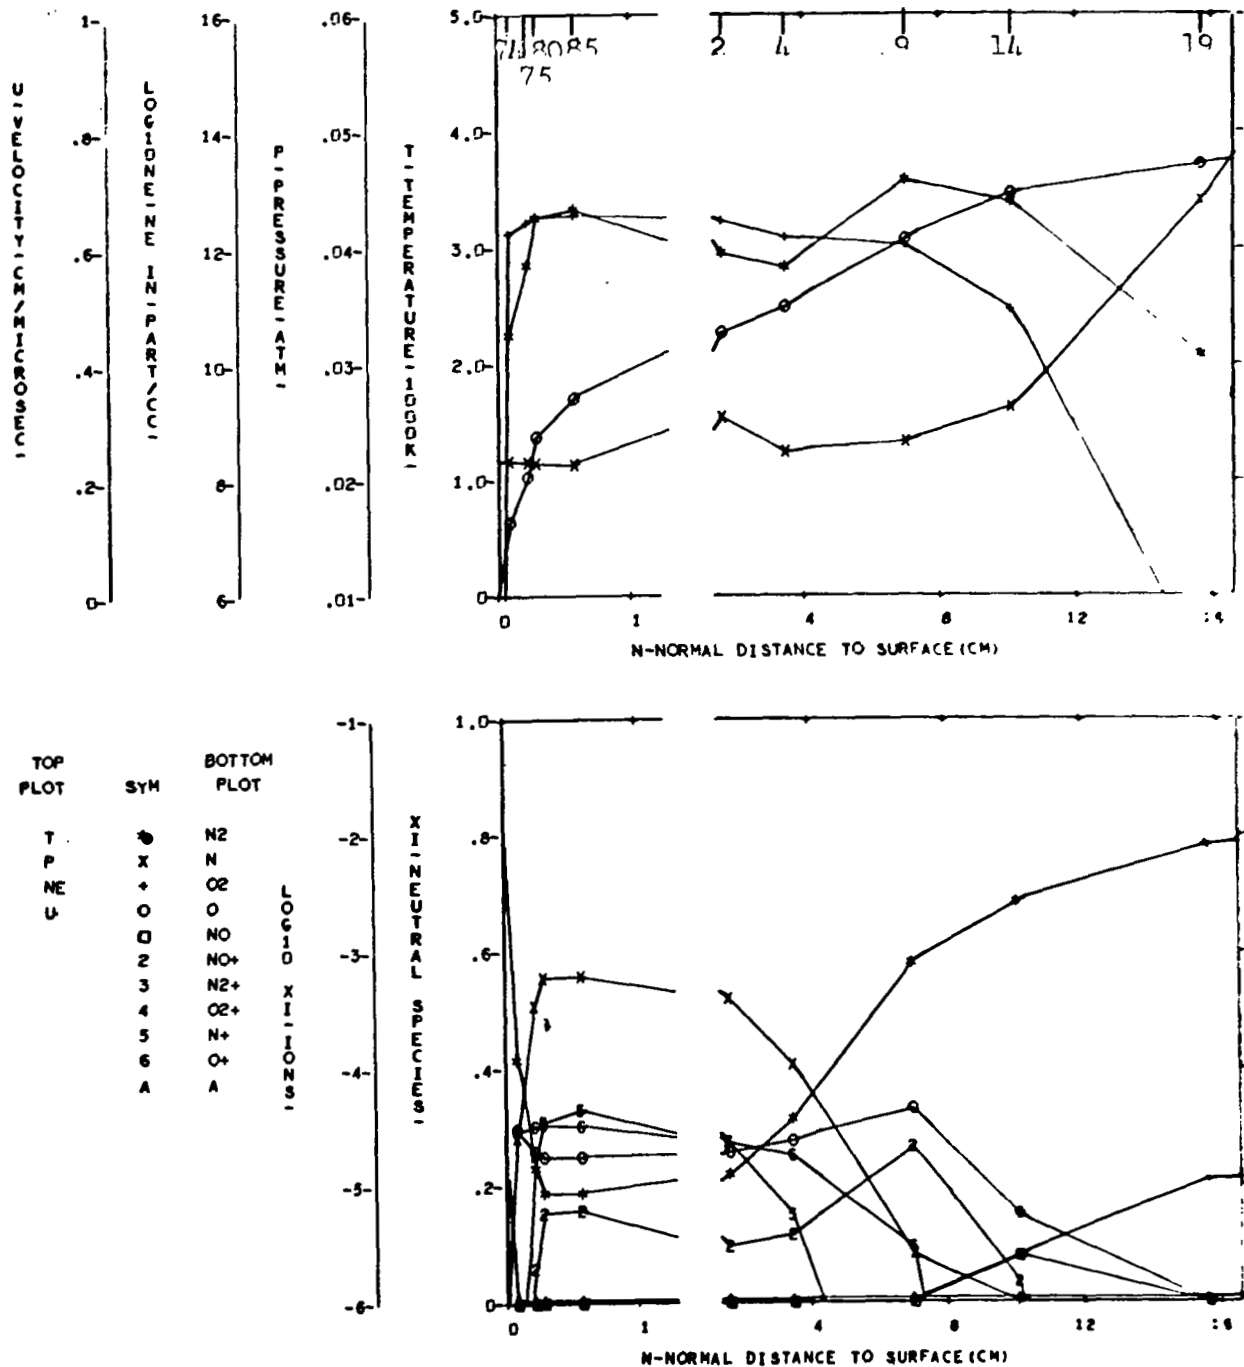 1-
.8-
.6-
.4-
.2-
0-
U-VELOCITY-CM/MICROSEC-
16-
14-
12-
10-
8-
6-
LOG10NE-NE IN-PART/CC-
.06-
.05-
.04-
.03-
.02-
.01-
P-PRESSURE-ATM-
5.0
4.0-
3.0-
2.0-
1.0-
0-
T-TEMPERATURE-1000K-
74 80 85
75
2 4 9 14 19
0 1 4 8 12
N-NORMAL DISTANCE TO SURFACE(CM)
TOP PLOT SYM BOTTOM PLOT
T N2
P X N
NE + O2
U O O
□ NO
2 NO+
3 N2+
4 O2+
5 N+
6 O+
A A
-1-
-2-
-3-
-4-
-5-
-6-
LOG10 XI-IONS-
1.0
.8
.6
.4
.2
0
XI-NEUTRAL SPECIES-
0 1 4 8 12
N-NORMAL DISTANCE TO SURFACE(CM)